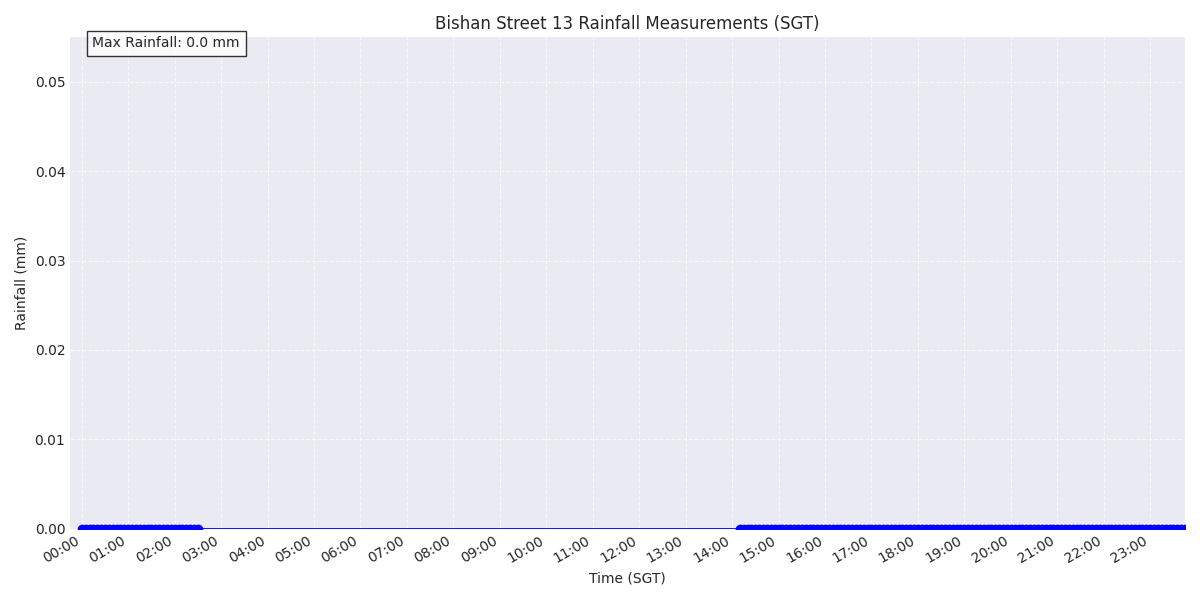 Bishan Street 13 Rainfall Measurements (SGT)
Max Rainfall: 0.0 mm
Rainfall (mm)
0.05
0.04
0.03
0.02
0.01
0.00
00:00 01:00 02:00 03:00 04:00 05:00 06:00 07:00 08:00 09:00 10:00 11:00 12:00 13:00 14:00 15:00 16:00 17:00 18:00 19:00 20:00 21:00 22:00 23:00
Time (SGT)